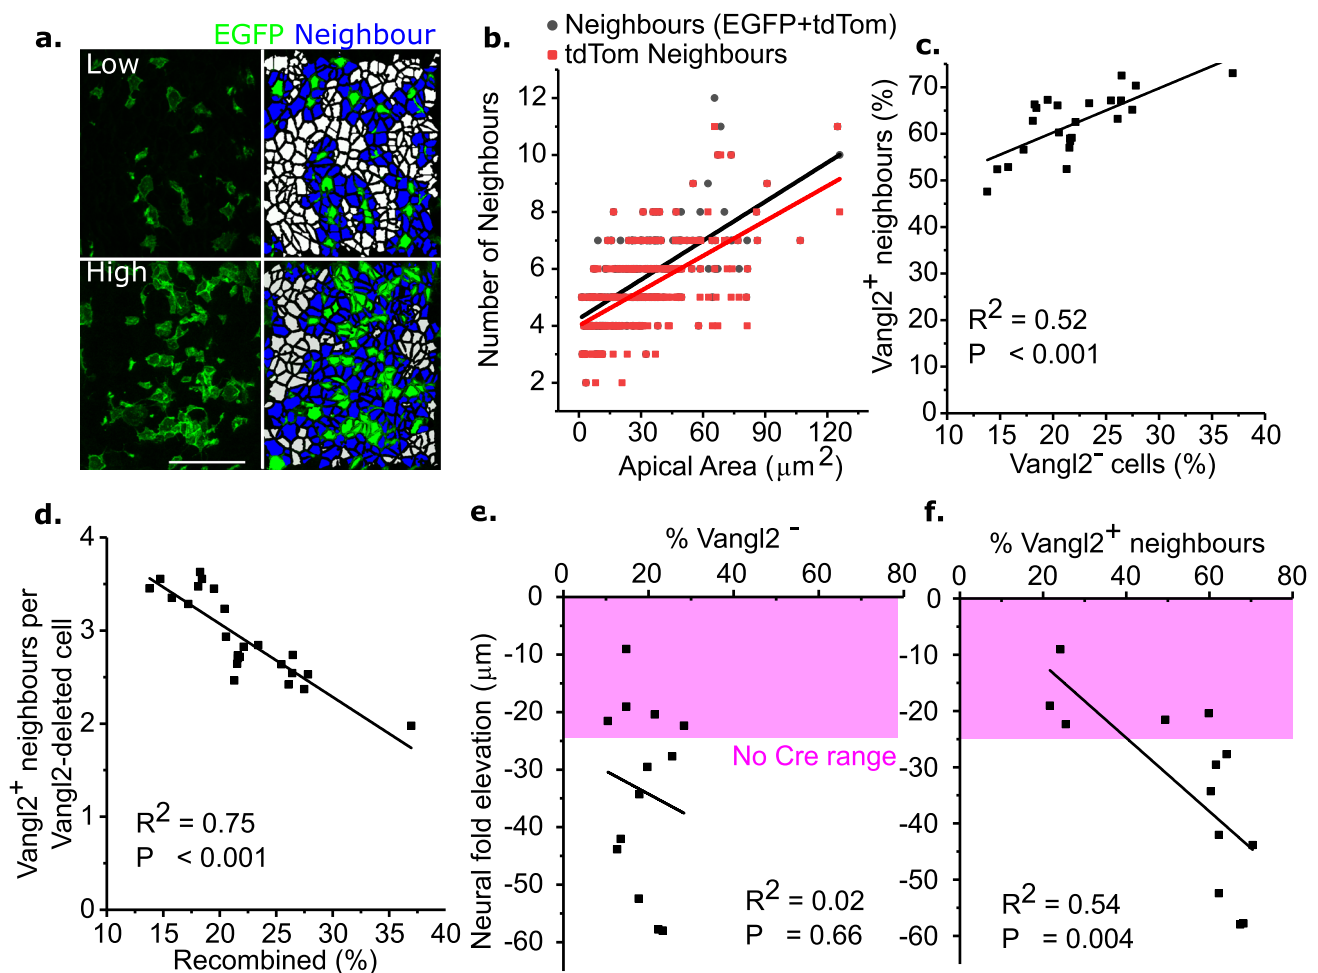 a.
EGFP Neighbour
Low
High
b.
Neighbours (EGFP+tdTom)
tdTom Neighbours
Number of Neighbours
12
10
8
6
4
2
0 30 60 90 120
Apical Area (μm²)
c.
Vangl2⁺ neighbours (%)
70
60
50
40
30
20
10
0
R² = 0.52
P < 0.001
10 15 20 25 30 35 40
Vangl2⁻ cells (%)
d.
Vangl2⁺ neighbours per
Vangl2-deleted cell
4
3
2
1
0
R² = 0.75
P < 0.001
10 15 20 25 30 35 40
Recombined (%)
e.
% Vangl2 ⁻
0 20 40 60 80
Neural fold elevation (μm)
0
-10
-20
-30
-40
-50
-60
No Cre range
R² = 0.02
P = 0.66
f.
% Vangl2⁺ neighbours
0 20 40 60 80
0
-10
-20
-30
-40
-50
-60
R² = 0.54
P = 0.004